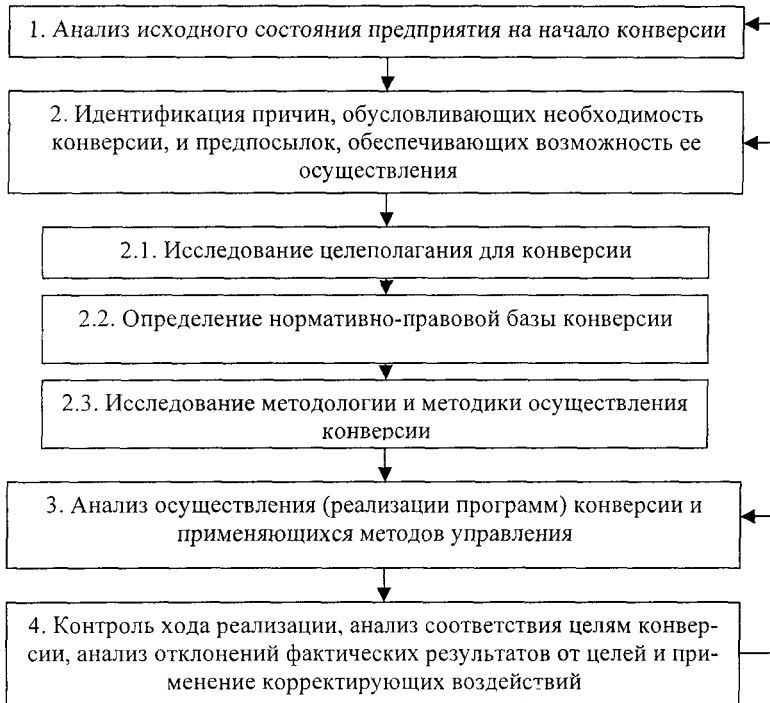 1. Анализ исходного состояния предприятия на начало конверсии
2. Идентификация причин, обусловливающих необходимость
конверсии, и предпосылок, обеспечивающих возможность ее
осуществления
2.1. Исследование целеполагания для конверсии
2.2. Определение нормативно-правовой базы конверсии
2.3. Исследование методологии и методики осуществления
конверсии
3. Анализ осуществления (реализации программ) конверсии и
применяющихся методов управления
4. Контроль хода реализации, анализ соответствия целям конвер-
сии, анализ отклонений фактических результатов от целей и при-
менение корректирующих воздействий